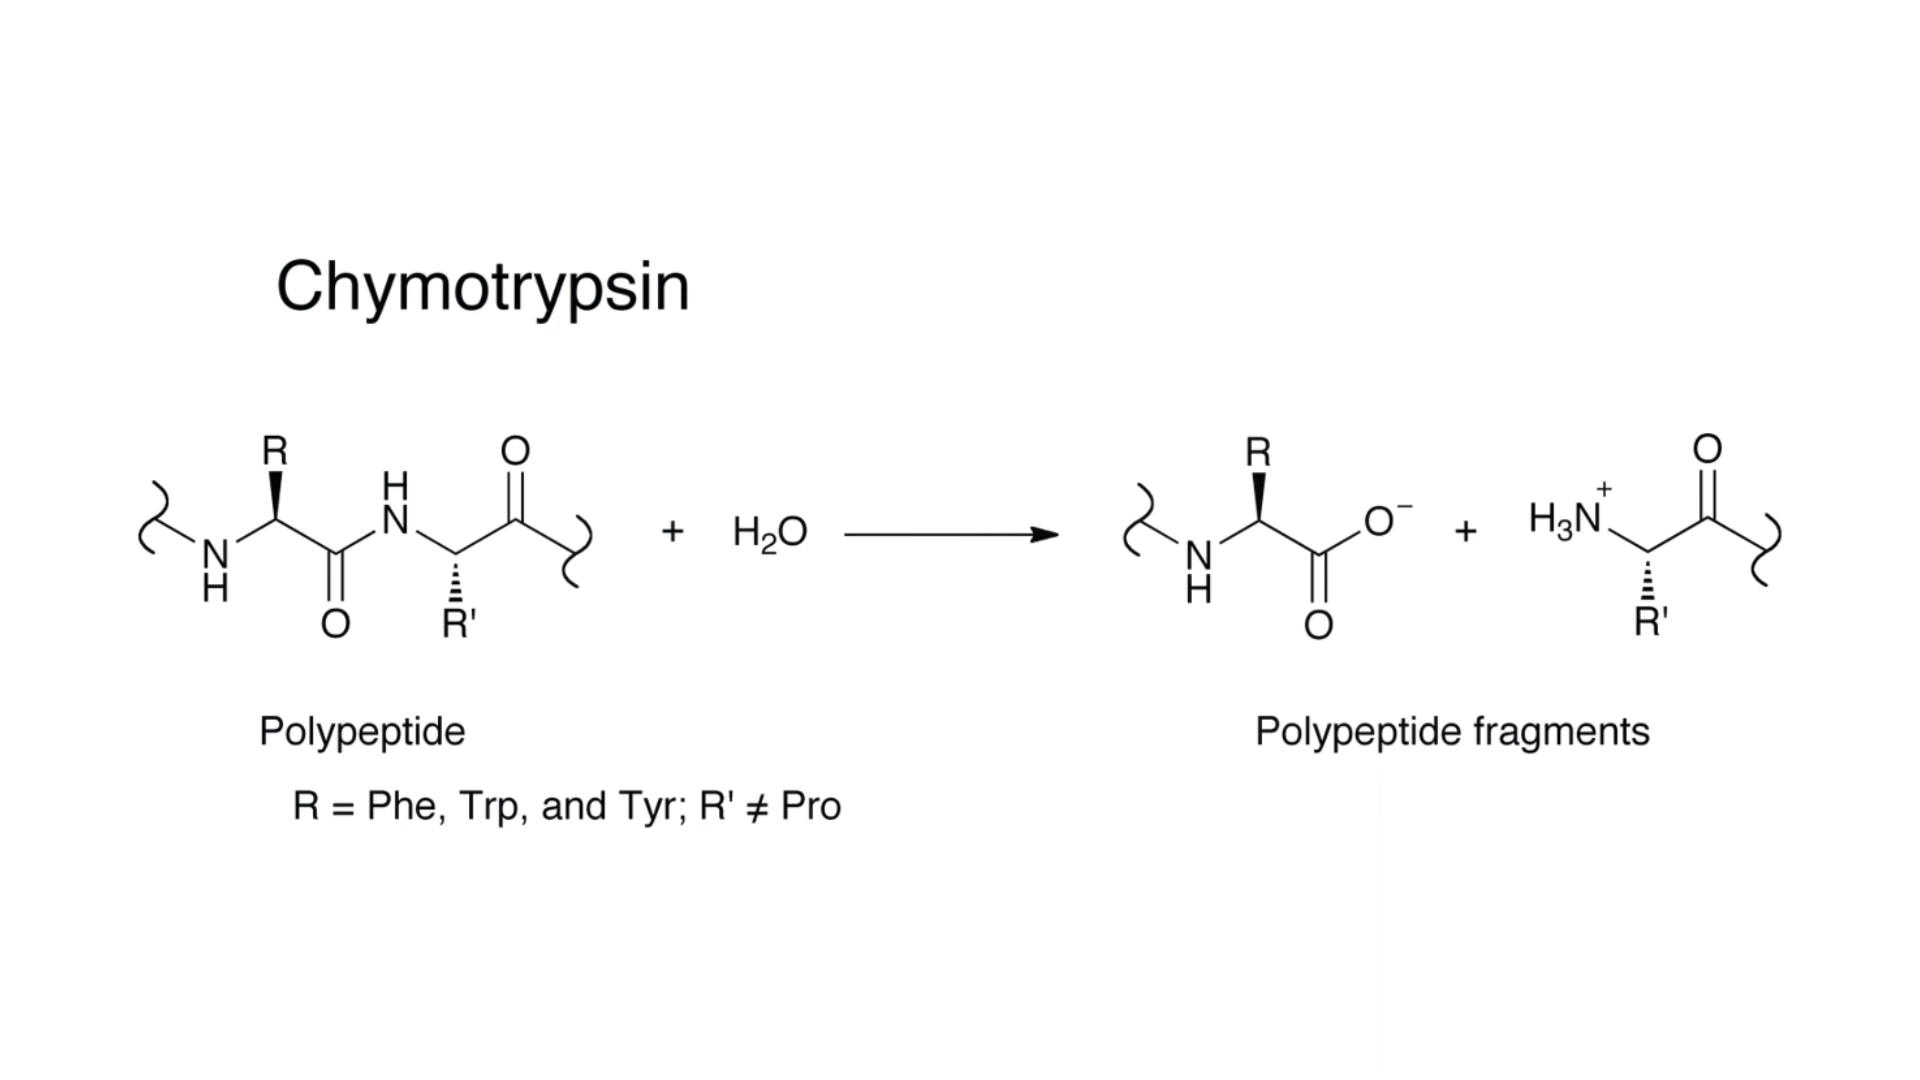 Chymotrypsin
R
H
N
O
N
H
O
R'
+ H₂O
R
O⁻
N
H
O
+
H₃N⁺
O
R'
Polypeptide
Polypeptide fragments
R = Phe, Trp, and Tyr; R' ≠ Pro